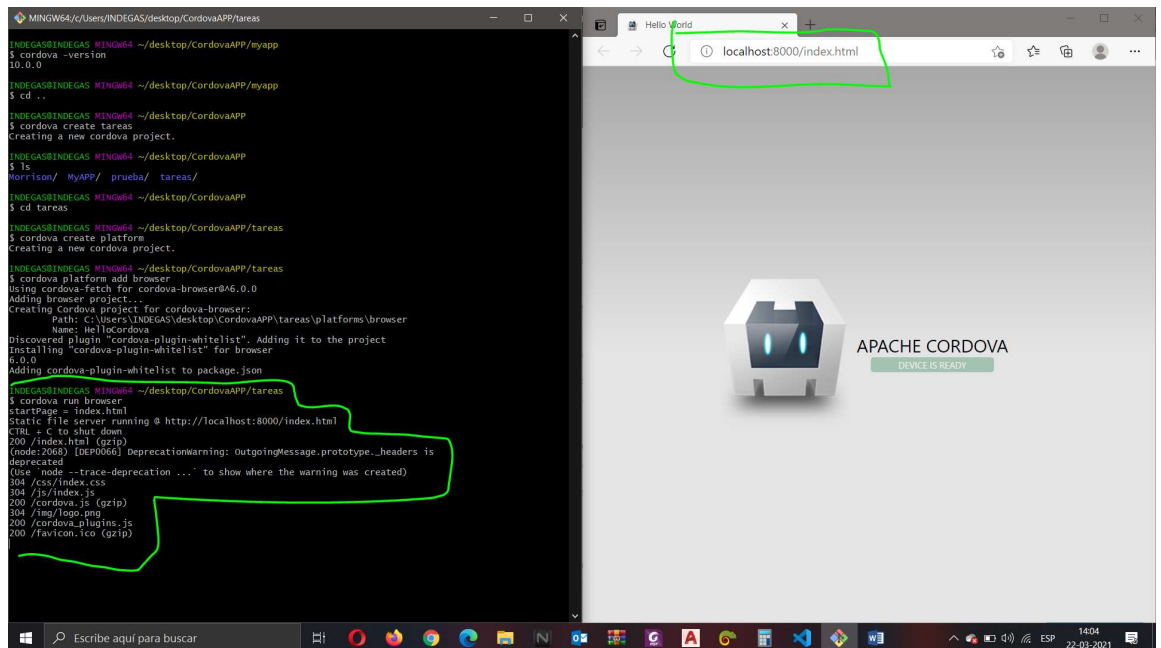 MINGW64:/c/Users/INDEGAS/desktop/CordovaAPP/tareas
INDEGAS@INDEGAS MINGW64 ~/desktop/CordovaAPP/myapp
$ cordova -version
10.0.0
INDEGAS@INDEGAS MINGW64 ~/desktop/CordovaAPP/myapp
$ cd ..
INDEGAS@INDEGAS MINGW64 ~/desktop/CordovaAPP
$ cordova create tareas
Creating a new cordova project.
INDEGAS@INDEGAS MINGW64 ~/desktop/CordovaAPP
$ ls
Morrison/ MyAPP/ prueba/ tareas/
INDEGAS@INDEGAS MINGW64 ~/desktop/CordovaAPP
$ cd tareas
INDEGAS@INDEGAS MINGW64 ~/desktop/CordovaAPP/tareas
$ cordova create platform
Creating a new cordova project.
INDEGAS@INDEGAS MINGW64 ~/desktop/CordovaAPP/tareas
$ cordova platform add browser
Using cordova-fetch for cordova-browser@^6.0.0
Adding browser project...
Creating Cordova project for cordova-browser:
Path: C:\Users\INDEGAS\desktop\CordovaAPP\tareas\platforms\browser
Name: HelloCordova
Discovered plugin "cordova-plugin-whitelist". Adding it to the project
Installing "cordova-plugin-whitelist" for browser
6.0.0
Adding cordova-plugin-whitelist to package.json
INDEGAS@INDEGAS MINGW64 ~/desktop/CordovaAPP/tareas
$ cordova run browser
startPage = index.html
Static file server running @ http://localhost:8000/index.html
CTRL + C to shut down
200 /index.html (gzip)
(node:2068) [DEP0066] DeprecationWarning: OutgoingMessage.prototype._headers is
deprecated
(Use `node --trace-deprecation ...` to show where the warning was created)
304 /css/index.css
304 /js/index.js
200 /cordova.js (gzip)
304 /img/logo.png
200 /cordova_plugins.js
200 /favicon.ico (gzip)
Hello World
localhost:8000/index.html
APACHE CORDOVA
DEVICE IS READY
Escribe aquí para buscar
ESP
14:04
22-03-2021